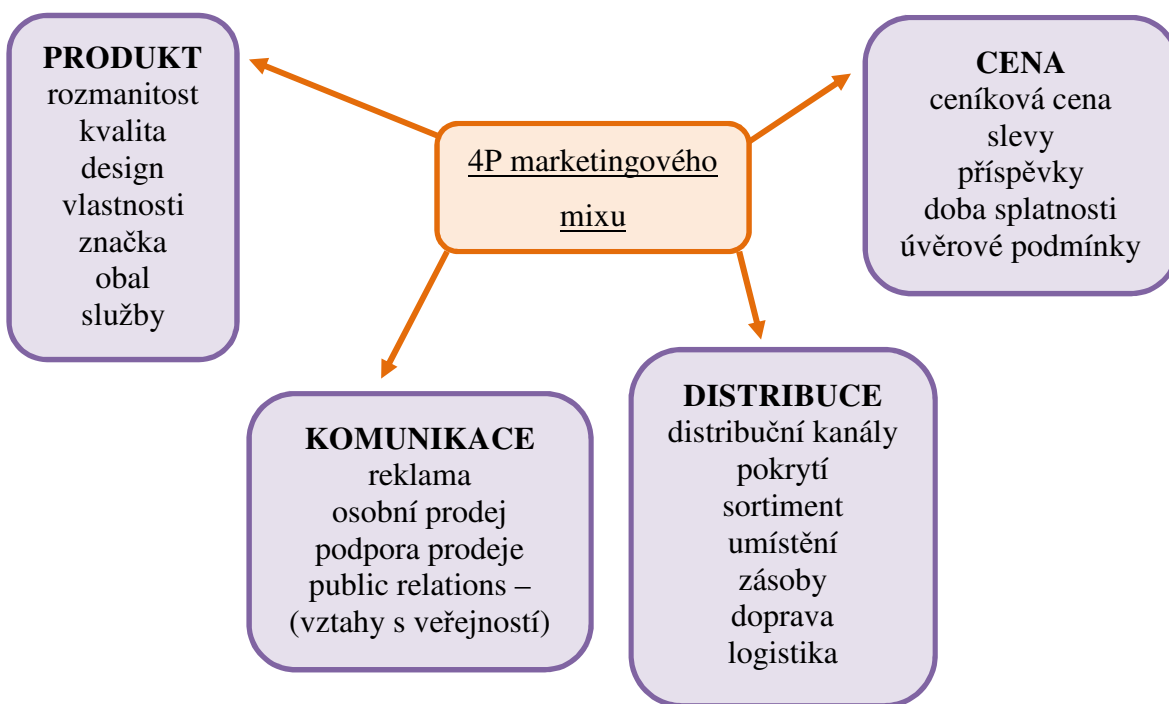 PRODUKT
rozmanitost
kvalita
design
vlastnosti
značka
obal
služby
4P marketingového
mixu
CENA
ceníková cena
slevy
příspěvky
doba splatnosti
úvěrové podmínky
KOMUNIKACE
reklama
osobní prodej
podpora prodeje
public relations –
(vztahy s veřejností)
DISTRIBUCE
distribuční kanály
pokrytí
sortiment
umístění
zásoby
doprava
logistika